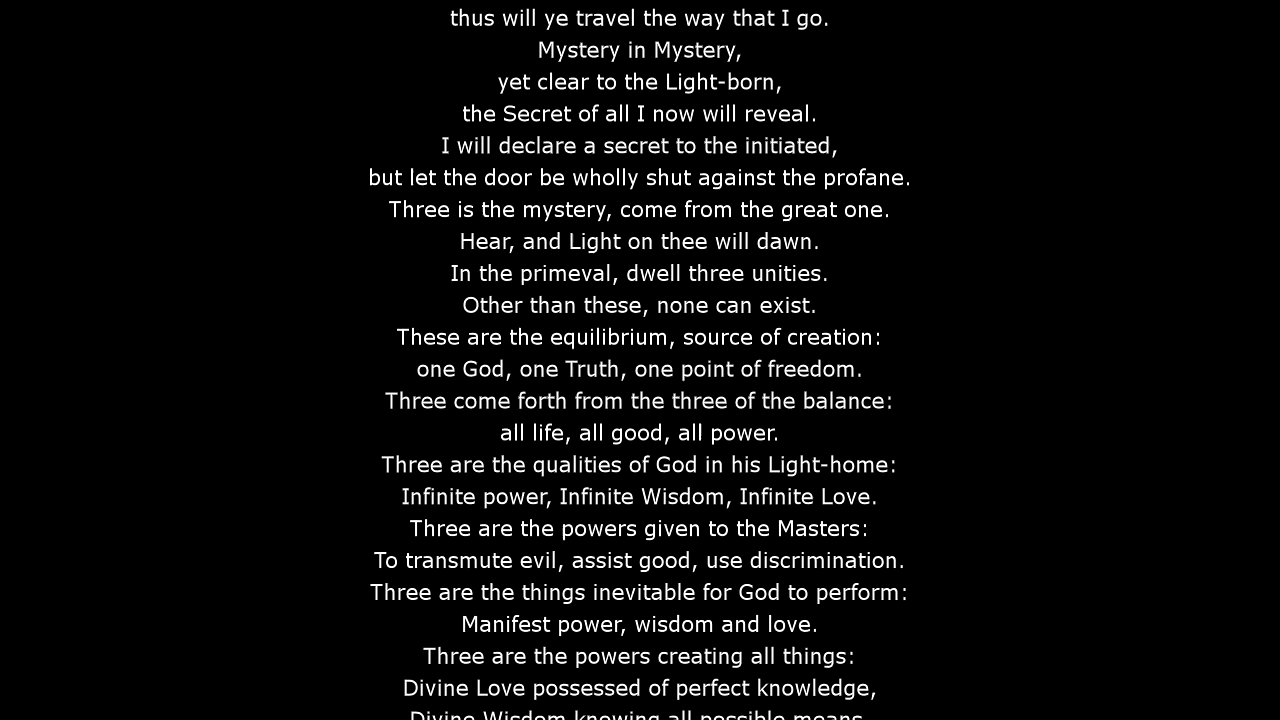 thus will ye travel the way that I go.
Mystery in Mystery,
yet clear to the Light-born,
the Secret of all I now will reveal.
I will declare a secret to the initiated,
but let the door be wholly shut against the profane.
Three is the mystery, come from the great one.
Hear, and Light on thee will dawn.
In the primeval, dwell three unities.
Other than these, none can exist.
These are the equilibrium, source of creation:
one God, one Truth, one point of freedom.
Three come forth from the three of the balance:
all life, all good, all power.
Three are the qualities of God in his Light-home:
Infinite power, Infinite Wisdom, Infinite Love.
Three are the powers given to the Masters:
To transmute evil, assist good, use discrimination.
Three are the things inevitable for God to perform:
Manifest power, wisdom and love.
Three are the powers creating all things:
Divine Love possessed of perfect knowledge,
Divine Wisdom knowing all possible means